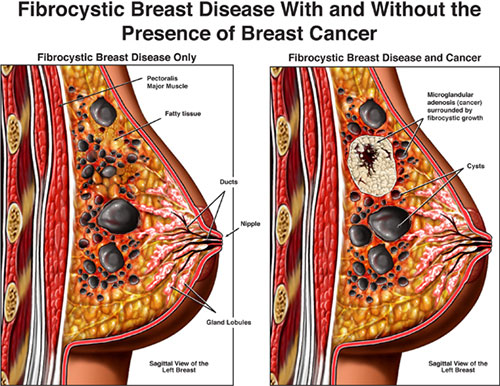 Fibrocystic Breast Disease With and Without the
Presence of Breast Cancer
Fibrocystic Breast Disease Only
Pectoralis
Major Muscle
Fatty tissue
Ducts
Nipple
Gland Lobules
Sagittal View of the
Left Breast
Fibrocystic Breast Disease and Cancer
Microglandular
adenosis (cancer)
surrounded by
fibrocystic growth
Cysts
Sagittal View of the
Left Breast